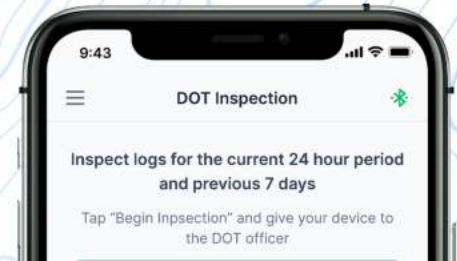 9:43
DOT Inspection
Inspect logs for the current 24 hour period
and previous 7 days
Tap "Begin Inpsection" and give your device to
the DOT officer